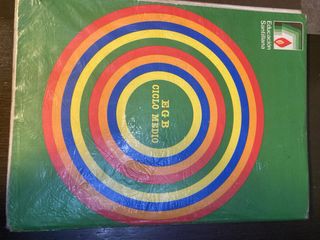 Educación
Santillana
E G B
CICLO MEDIO